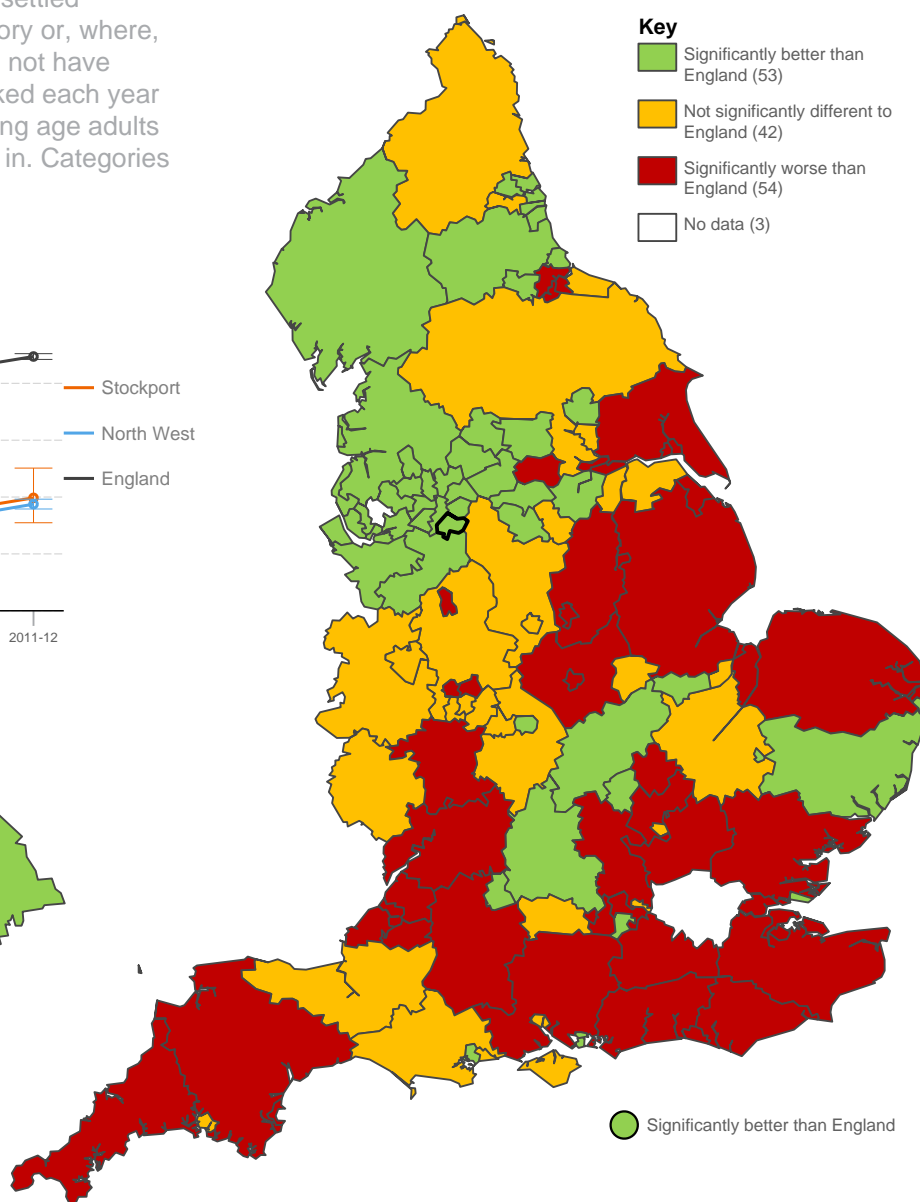 settled
ory or, where,
not have
ked each year
ng age adults
in. Categories
Key
Significantly better than
England (53)
Not significantly different to
England (42)
Significantly worse than
England (54)
No data (3)
Stockport
North West
England
2011-12
Significantly better than England